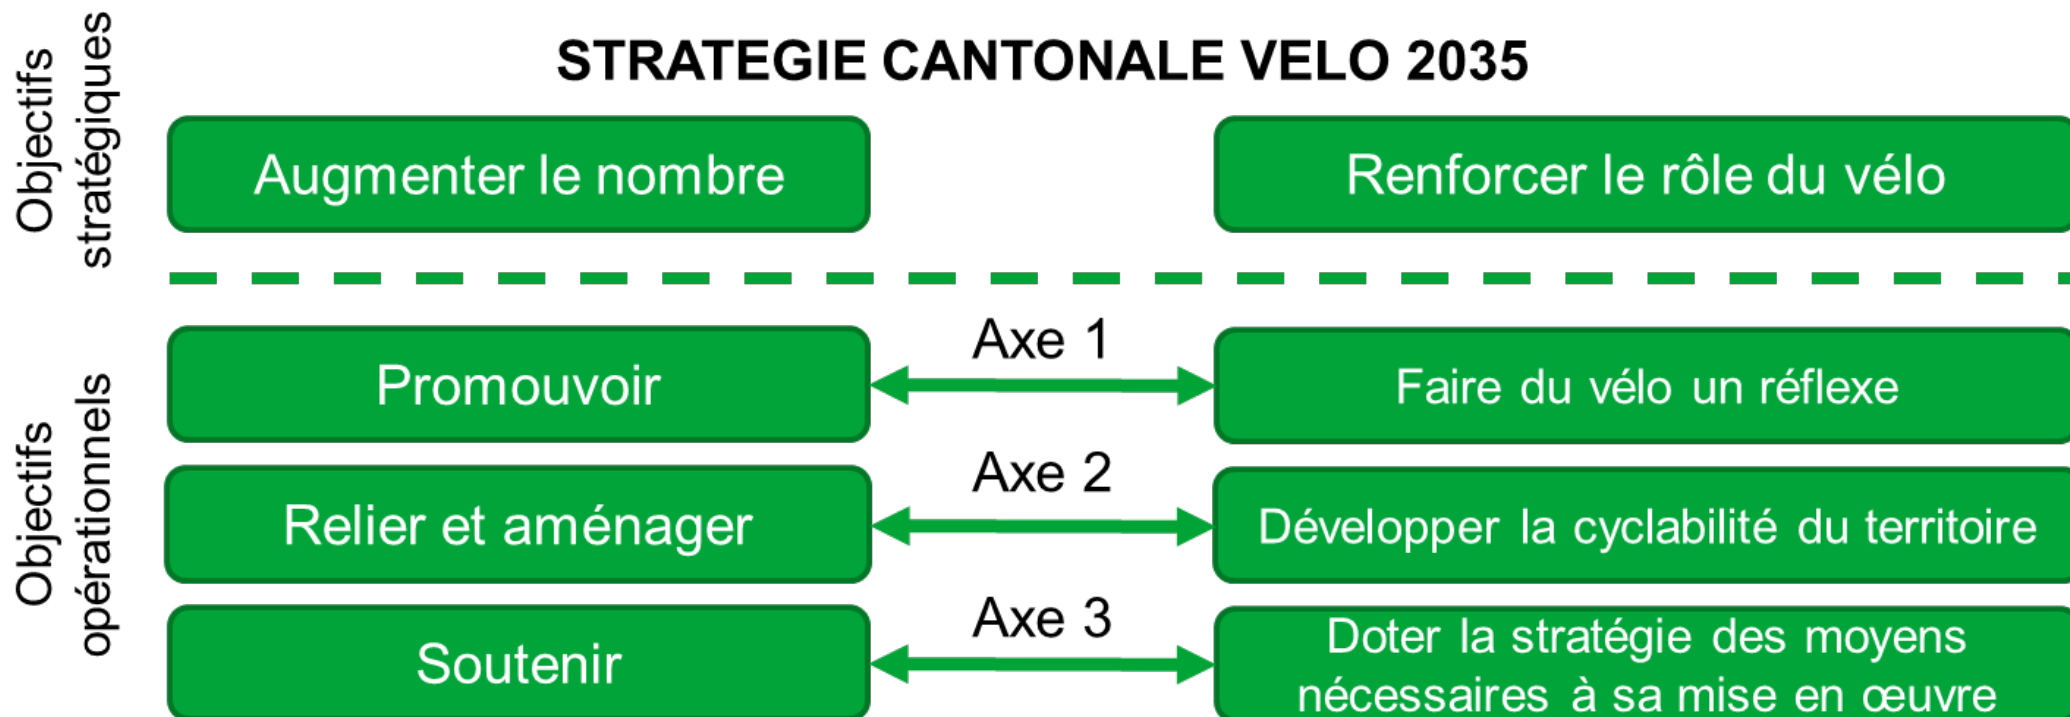 STRATEGIE CANTONALE VELO 2035
Objectifs
stratégiques
Augmenter le nombre
Renforcer le rôle du vélo
Objectifs
opérationnels
Promouvoir
Axe 1
Faire du vélo un réflexe
Relier et aménager
Axe 2
Développer la cyclabilité du territoire
Soutenir
Axe 3
Doter la stratégie des moyens
nécessaires à sa mise en œuvre